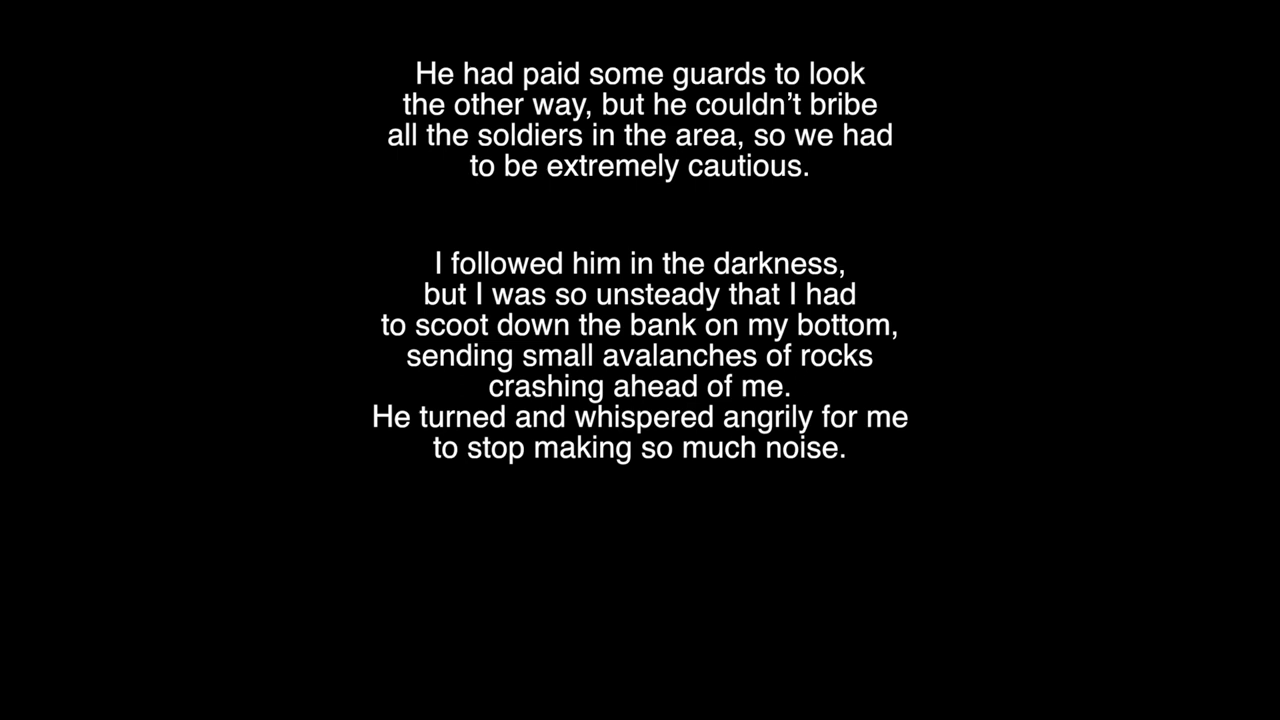 He had paid some guards to look
the other way, but he couldn’t bribe
all the soldiers in the area, so we had
to be extremely cautious.
I followed him in the darkness,
but I was so unsteady that I had
to scoot down the bank on my bottom,
sending small avalanches of rocks
crashing ahead of me.
He turned and whispered angrily for me
to stop making so much noise.